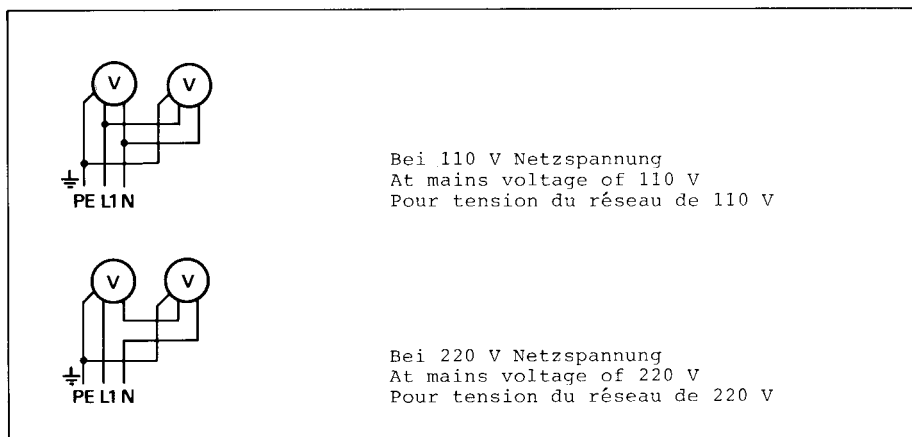 V V
PE L1 N
Bei 110 V Netzspannung
At mains voltage of 110 V
Pour tension du réseau de 110 V
V V
PE L1 N
Bei 220 V Netzspannung
At mains voltage of 220 V
Pour tension du réseau de 220 V